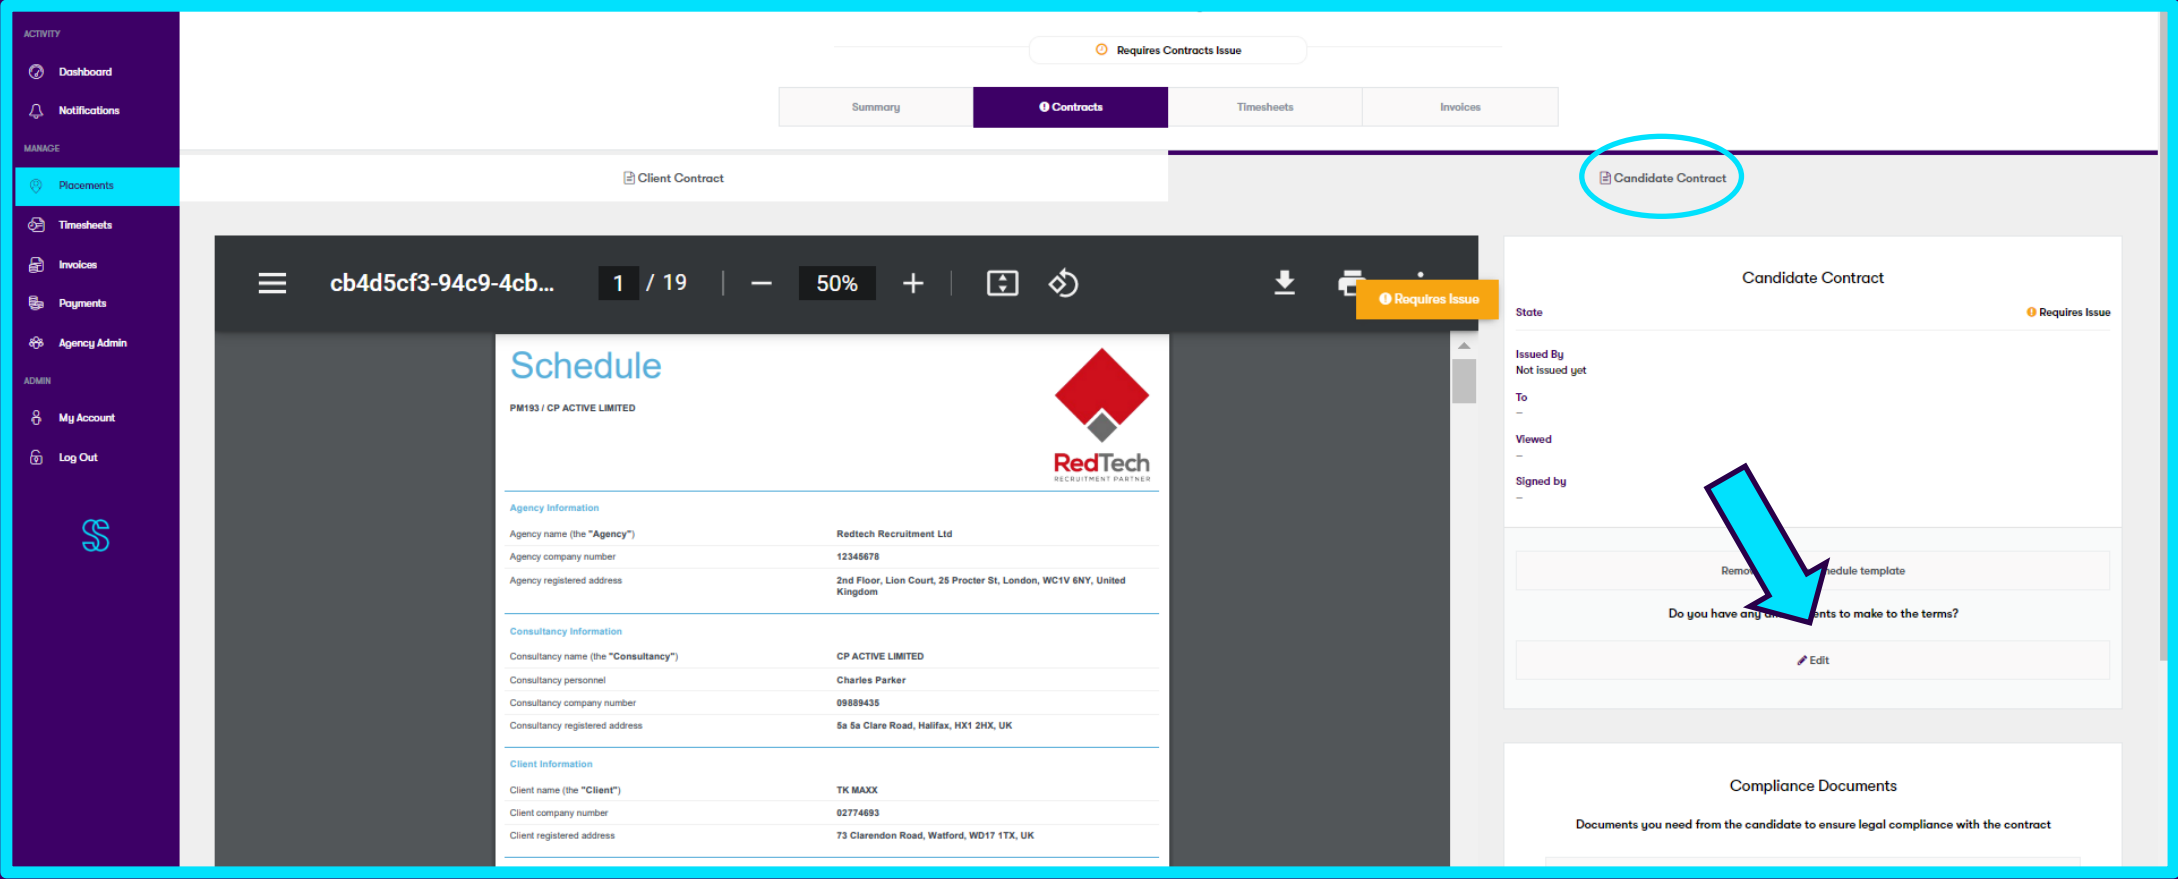 ACTIVITY
Dashboard
Notifications
MANAGE
Placements
Timesheets
Invoices
Payments
Agency Admin
ADMIN
My Account
Log Out
Requires Contracts Issue
Summary
Contracts
Timesheets
Invoices
Client Contract
Candidate Contract
cb4d5cf3-94c9-4cb...
1 / 19
50%
Requires Issue
Schedule
PM193 / CP ACTIVE LIMITED
RedTech
RECRUITMENT PARTNER
Agency Information
Agency name (the "Agency") Redtech Recruitment Ltd
Agency company number 12345678
Agency registered address 2nd Floor, Lion Court, 25 Procter St, London, WC1V 6NY, United
Kingdom
Consultancy Information
Consultancy name (the "Consultancy") CP ACTIVE LIMITED
Consultancy personnel Charles Parker
Consultancy company number 09889435
Consultancy registered address 5a 5a Clare Road, Halifax, HX1 2HX, UK
Client Information
Client name (the "Client") TK MAXX
Client company number 02774693
Client registered address 73 Clarendon Road, Watford, WD17 1TX, UK
Candidate Contract
State Requires Issue
Issued By
Not issued yet
To
–
Viewed
–
Signed by
–
template
Do you have any to make to the terms?
Edit
Compliance Documents
Documents you need from the candidate to ensure legal compliance with the contract